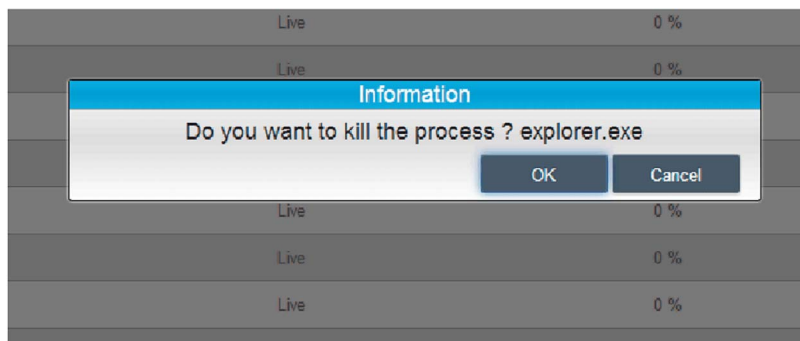 Live 0 %
Live 0 %
Information
Do you want to kill the process ? explorer.exe
OK Cancel
Live 0 %
Live 0 %
Live 0 %